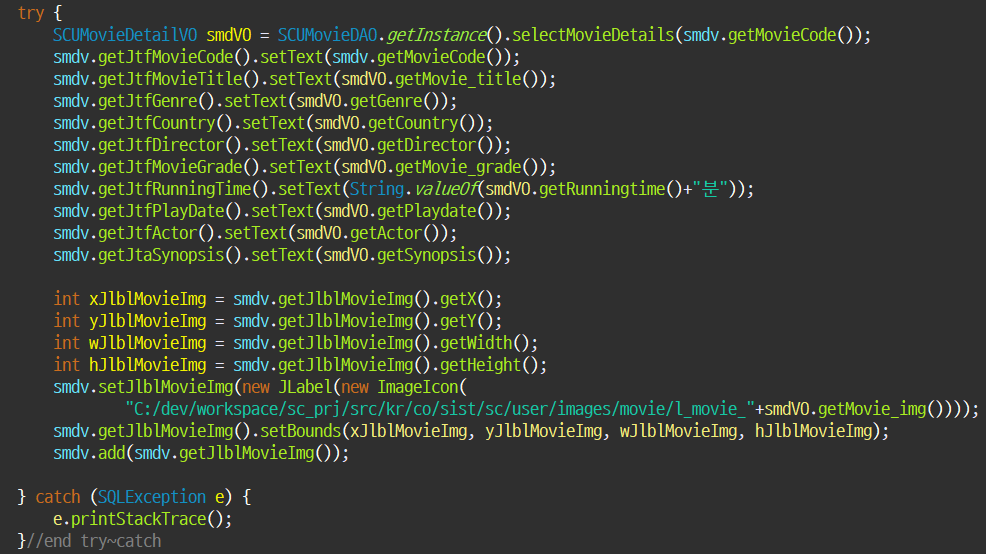 try {
SCUMovieDetailVO smdVO = SCUMovieDAO.getInstance().selectMovieDetails(smdv.getMovieCode());
smdv.getJtfMovieCode().setText(smdv.getMovieCode());
smdv.getJtfMovieTitle().setText(smdVO.getMovie_title());
smdv.getJtfGenre().setText(smdVO.getGenre());
smdv.getJtfCountry().setText(smdVO.getCountry());
smdv.getJtfDirector().setText(smdVO.getDirector());
smdv.getJtfMovieGrade().setText(smdVO.getMovie_grade());
smdv.getJtfRunningTime().setText(String.valueOf(smdVO.getRunningtime()+"분"));
smdv.getJtfPlayDate().setText(smdVO.getPlaydate());
smdv.getJtfActor().setText(smdVO.getActor());
smdv.getJtaSynopsis().setText(smdVO.getSynopsis());
int xJlblMovieImg = smdv.getJlblMovieImg().getX();
int yJlblMovieImg = smdv.getJlblMovieImg().getY();
int wJlblMovieImg = smdv.getJlblMovieImg().getWidth();
int hJlblMovieImg = smdv.getJlblMovieImg().getHeight();
smdv.setJlblMovieImg(new JLabel(new ImageIcon(
"C:/dev/workspace/sc_prj/src/kr/co/sist/sc/user/images/movie/l_movie_"+smdVO.getMovie_img())));
smdv.getJlblMovieImg().setBounds(xJlblMovieImg, yJlblMovieImg, wJlblMovieImg, hJlblMovieImg);
smdv.add(smdv.getJlblMovieImg());
} catch (SQLException e) {
e.printStackTrace();
}//end try~catch